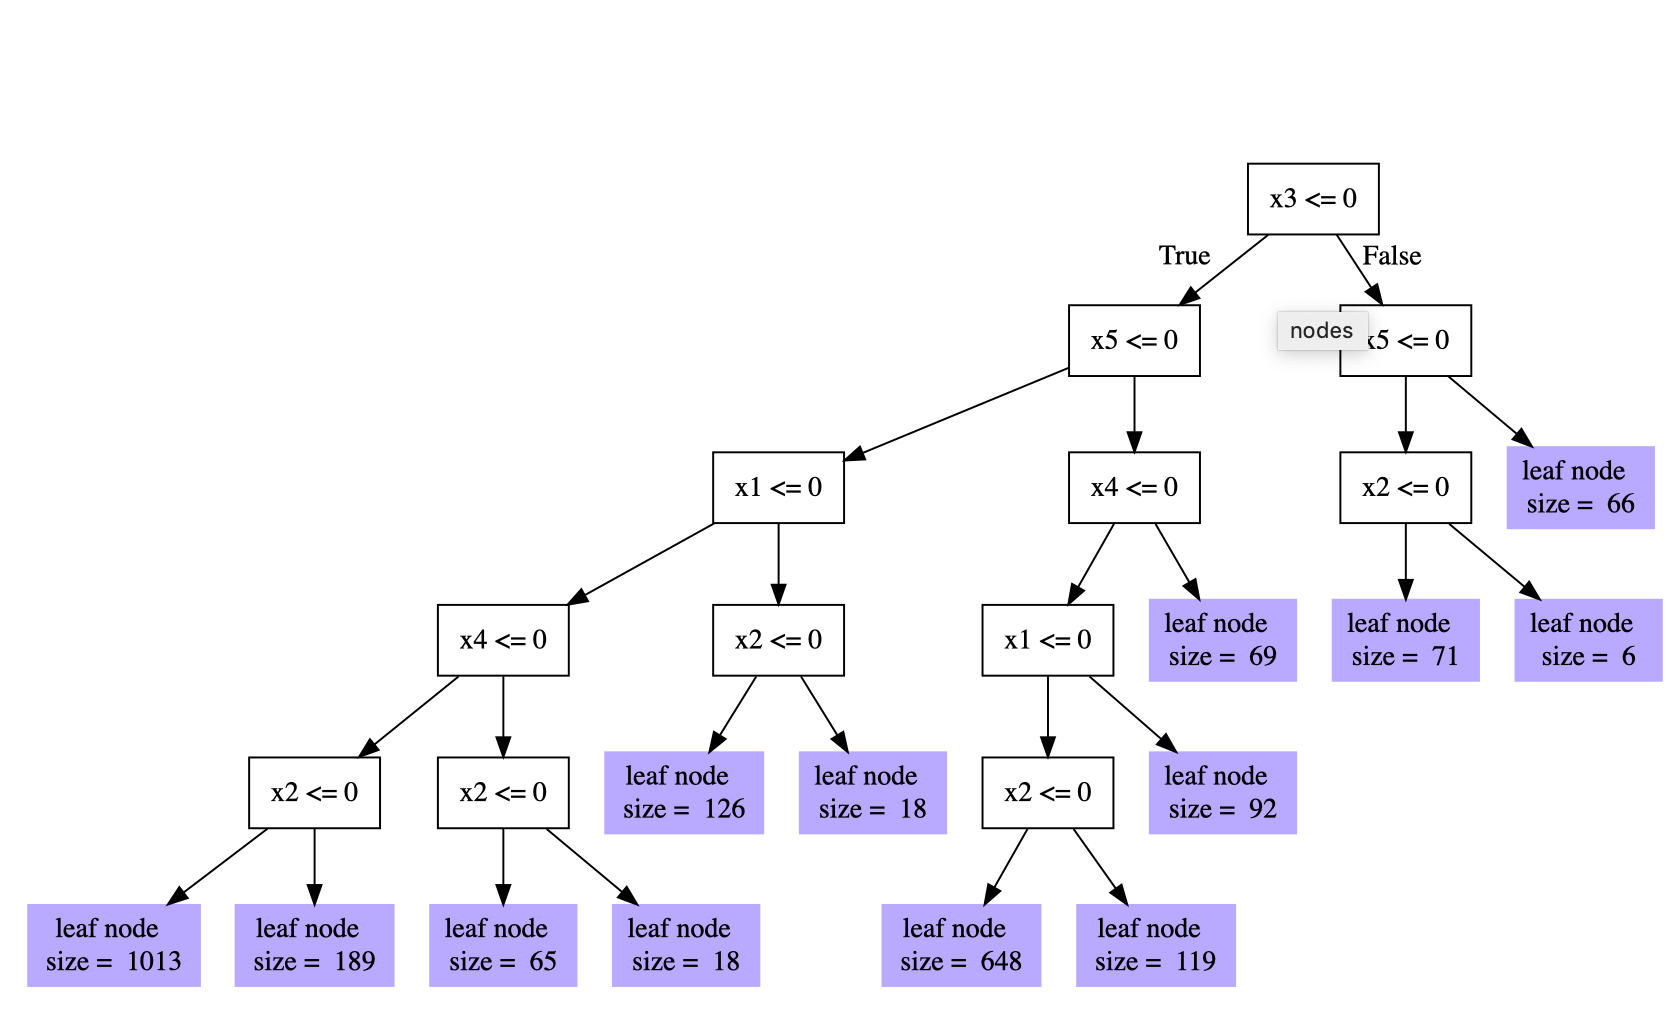 x3 <= 0
True
False
x5 <= 0
nodes
x5 <= 0
x1 <= 0
x4 <= 0
x2 <= 0
leaf node
size = 66
x4 <= 0
x2 <= 0
x1 <= 0
leaf node
size = 69
leaf node
size = 71
leaf node
size = 6
x2 <= 0
x2 <= 0
leaf node
size = 126
leaf node
size = 18
x2 <= 0
leaf node
size = 92
leaf node
size = 1013
leaf node
size = 189
leaf node
size = 65
leaf node
size = 18
leaf node
size = 648
leaf node
size = 119